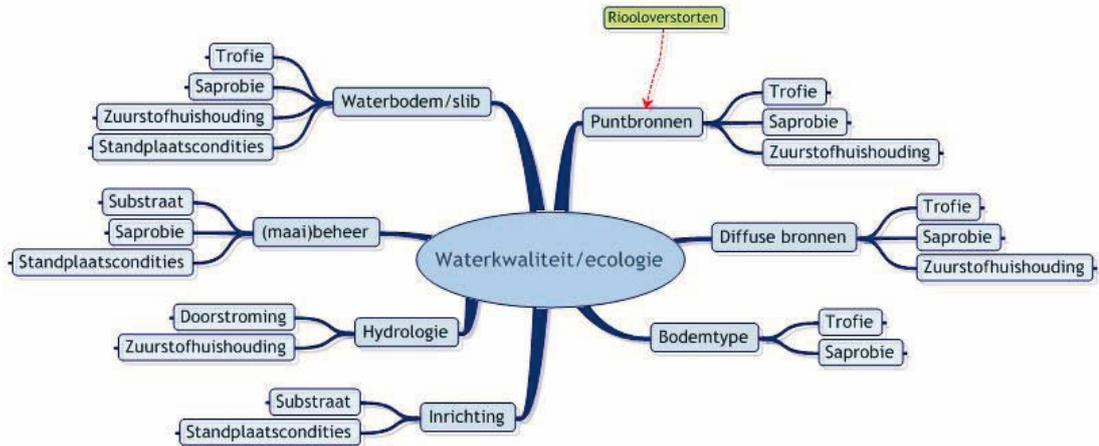 Riooloverstorten
Waterbodem/slib
Trofie
Saprobie
Zuurstofhuishouding
Standplaatscondities
(maai)beheer
Substraat
Saprobie
Standplaatscondities
Hydrologie
Doorstroming
Zuurstofhuishouding
Inrichting
Substraat
Standplaatscondities
Waterkwaliteit/ecologie
Puntbronnen
Trofie
Saprobie
Zuurstofhuishouding
Diffuse bronnen
Trofie
Saprobie
Zuurstofhuishouding
Bodemtype
Trofie
Saprobie